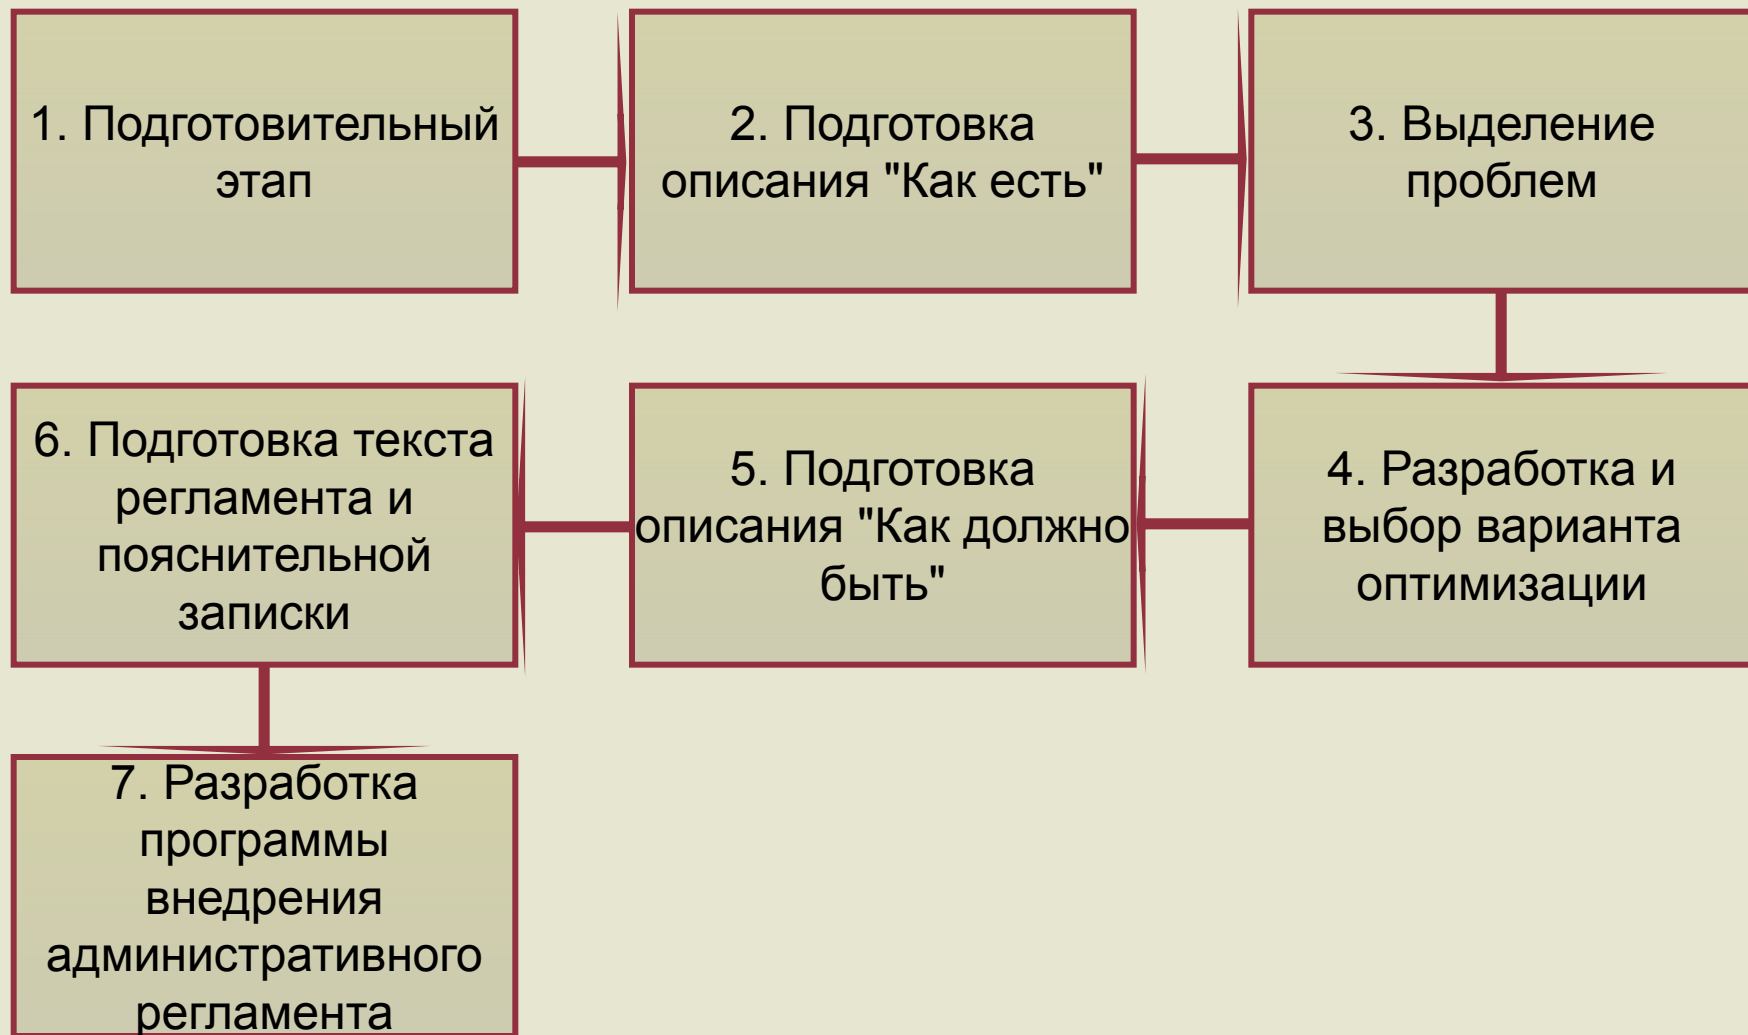 1. Подготовительный
этап
2. Подготовка
описания "Как есть"
3. Выделение
проблем
4. Разработка и
выбор варианта
оптимизации
5. Подготовка
описания "Как должно
быть"
6. Подготовка текста
регламента и
пояснительной
записки
7. Разработка
программы
внедрения
административного
регламента